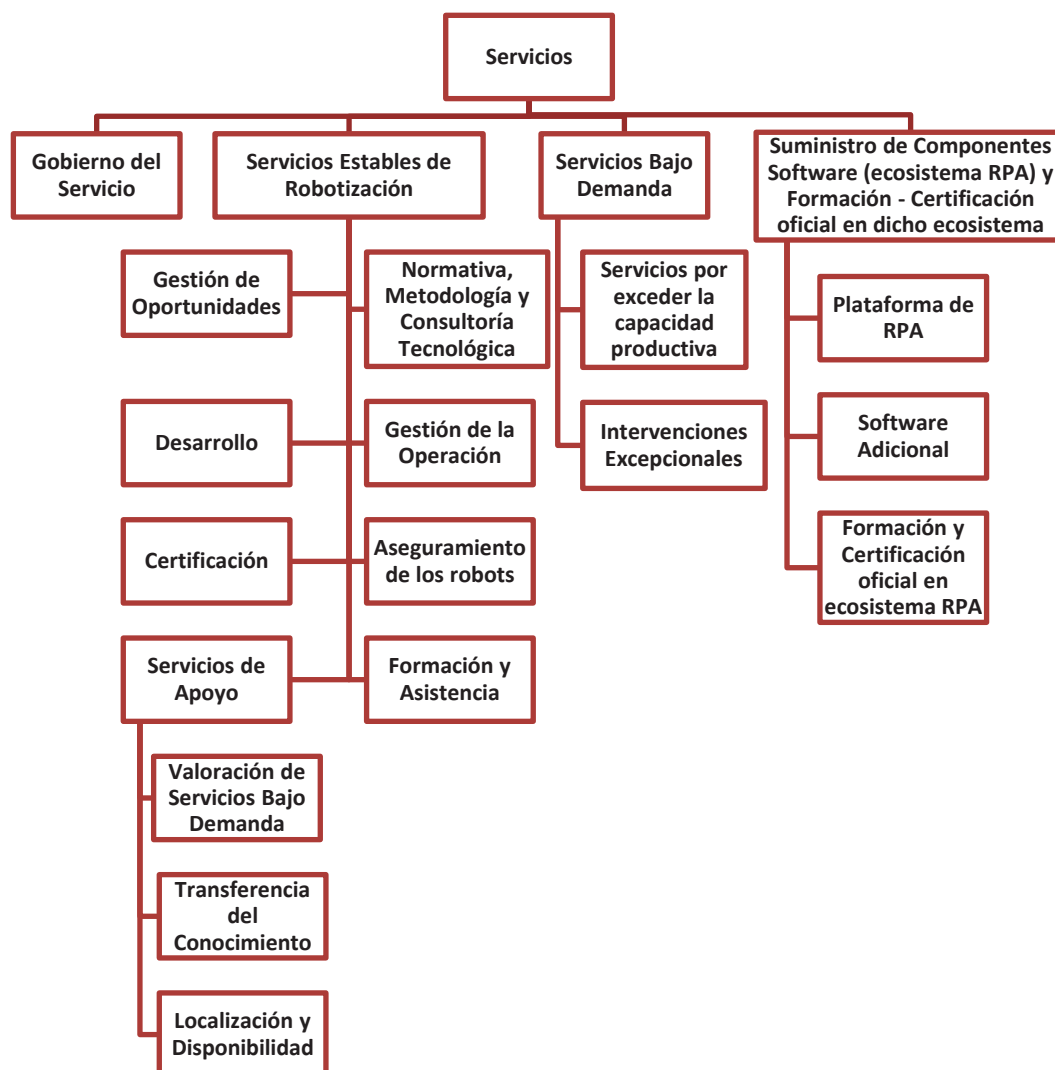 Servicios
Gobierno del
Servicio
Servicios Estables de
Robotización
Servicios Bajo
Demanda
Suministro de Componentes
Software (ecosistema RPA) y
Formación - Certificación
oficial en dicho ecosistema
Gestión de
Oportunidades
Normativa,
Metodología y
Consultoría
Tecnológica
Servicios por
exceder la
capacidad
productiva
Plataforma de
RPA
Desarrollo
Gestión de la
Operación
Intervenciones
Excepcionales
Software
Adicional
Certificación
Aseguramiento
de los robots
Formación y
Certificación
oficial en
ecosistema RPA
Servicios de
Apoyo
Formación y
Asistencia
Valoración de
Servicios Bajo
Demanda
Transferencia
del
Conocimiento
Localización y
Disponibilidad